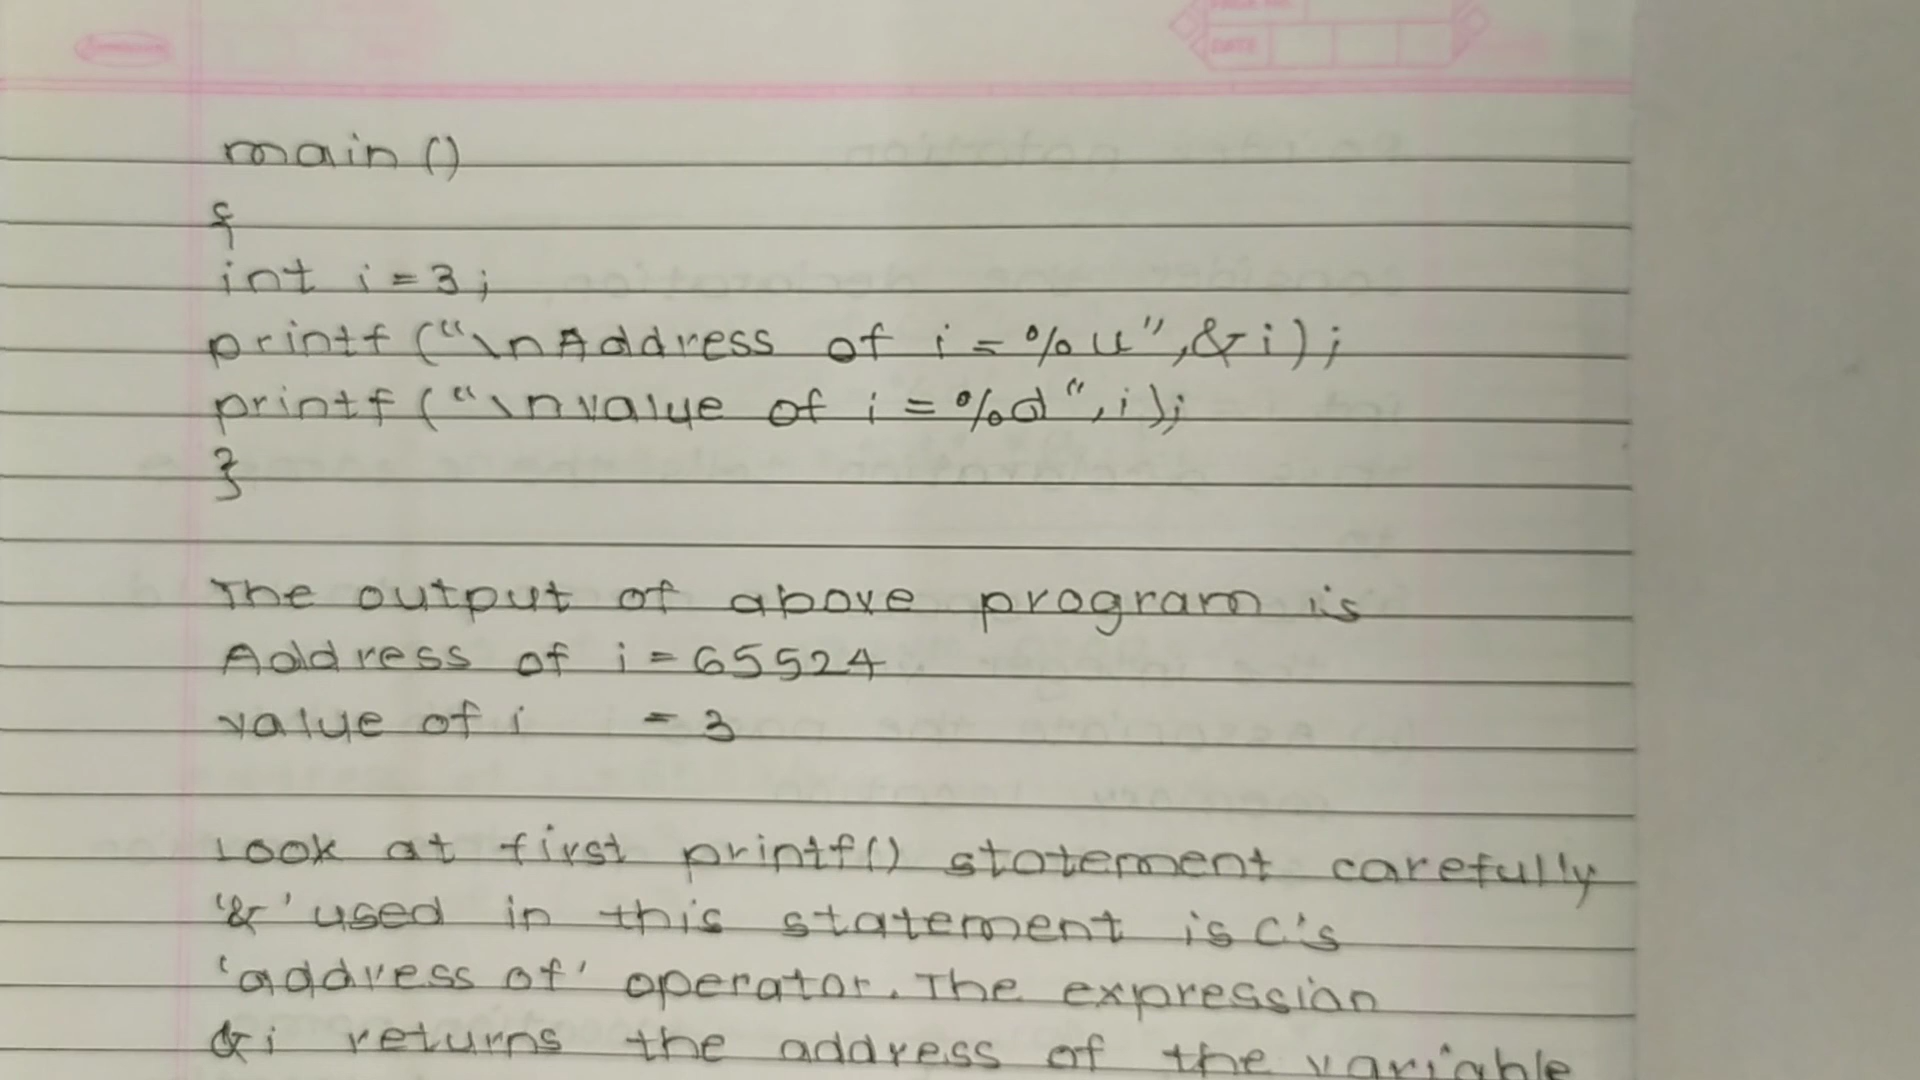 DATE
main ()
{
int i = 3;
printf ("\nAddress of i = %u", &i);
printf ("\nvalue of i = %d", i);
}
The output of above program is
Address of i = 65524
value of i = 3
Look at first printf() statement carefully
'&' used in this statement is C's
'address of' operator. The expression
&i returns the address of the variable